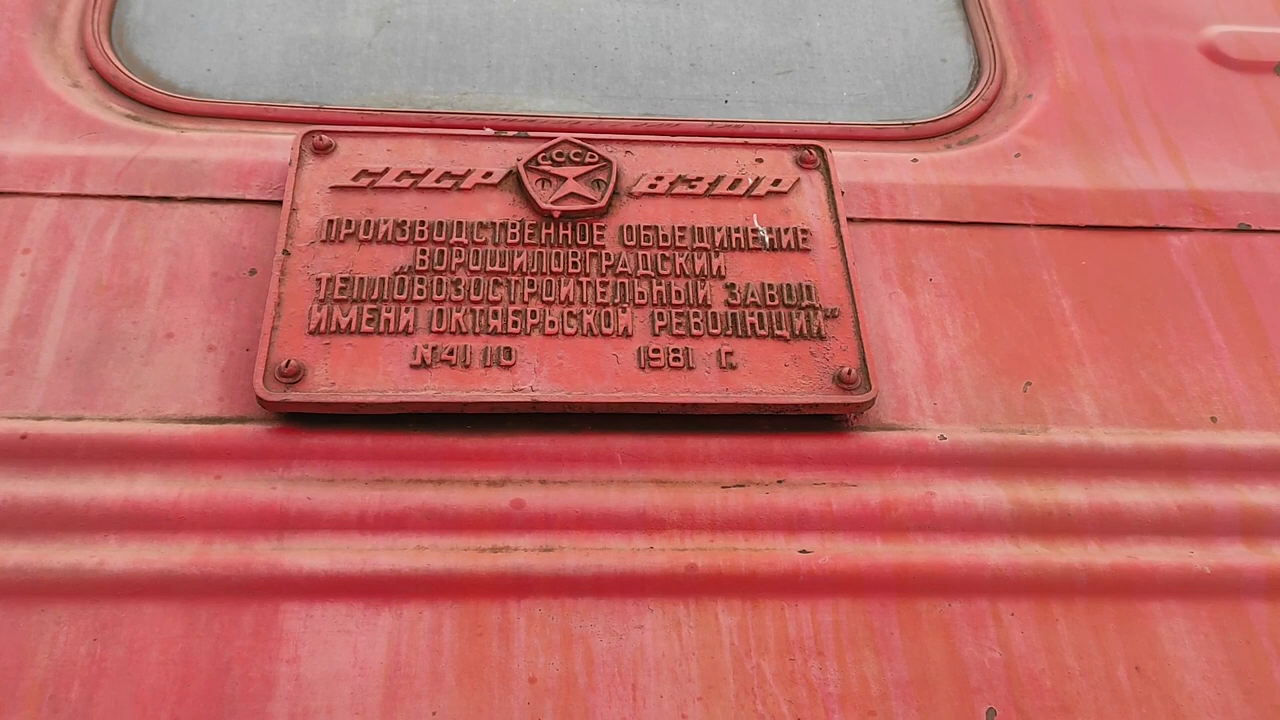 СССР СССР ВЗОР
ПРОИЗВОДСТВЕННОЕ ОБЪЕДИНЕНИЕ
„ВОРОШИЛОВГРАДСКИЙ
ТЕПЛОВОЗОСТРОИТЕЛЬНЫЙ ЗАВОД
ИМЕНИ ОКТЯБРЬСКОЙ РЕВОЛЮЦИИ"
№4110 1981 Г.